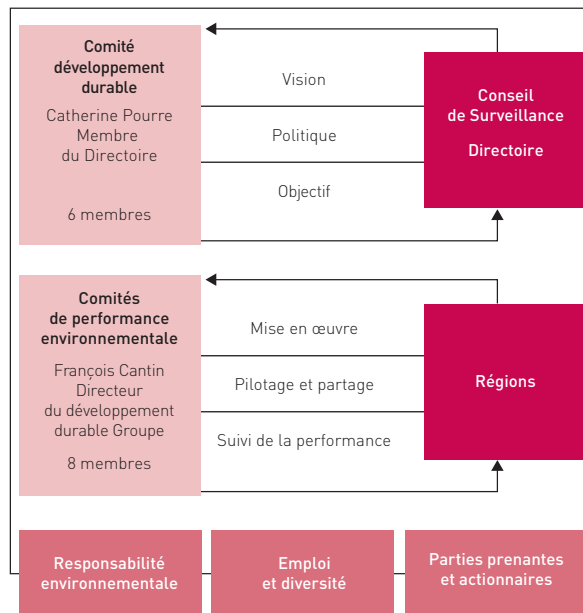 Comité
développement
durable
Catherine Pourre
Membre
du Directoire
6 membres
Vision
Politique
Objectif
Conseil
de Surveillance
Directoire
Comités
de performance
environnementale
François Cantin
Directeur
du développement
durable Groupe
8 membres
Mise en œuvre
Pilotage et partage
Suivi de la performance
Régions
Responsabilité
environnementale
Emploi
et diversité
Parties prenantes
et actionnaires